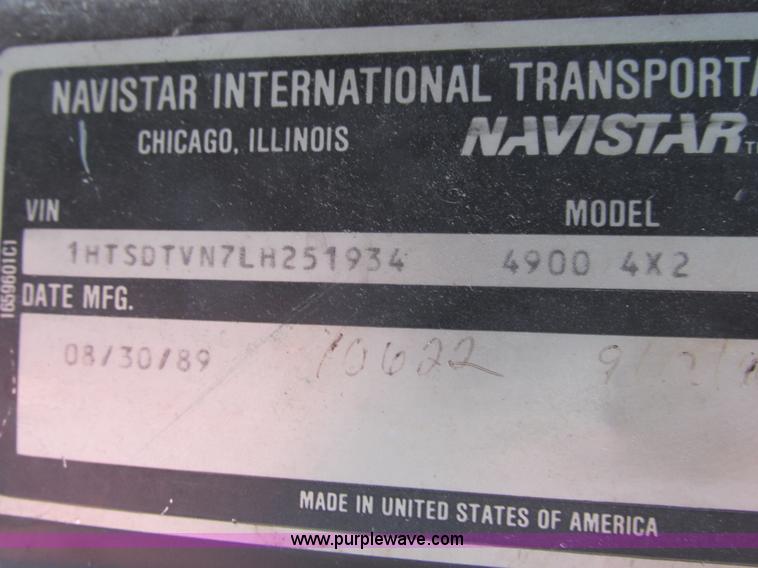 NAVISTAR INTERNATIONAL
CHICAGO, ILLINOIS NAVISTAR
VIN MODEL
1HTSDTVN7LH251934 4900 4X2
1659601C1
DATE MFG.
08/30/89 10622
MADE IN UNITED STATES OF AMERICA
www.purplewave.com